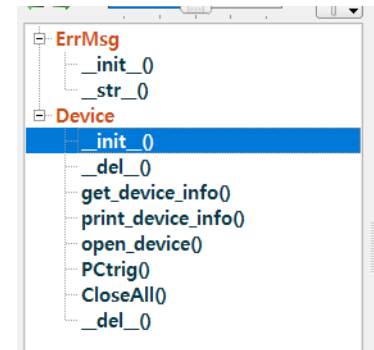 ErrMsg
__init__()
__str__()
Device
__init__()
__del__()
get_device_info()
print_device_info()
open_device()
PCtrig()
CloseAll()
__del__()